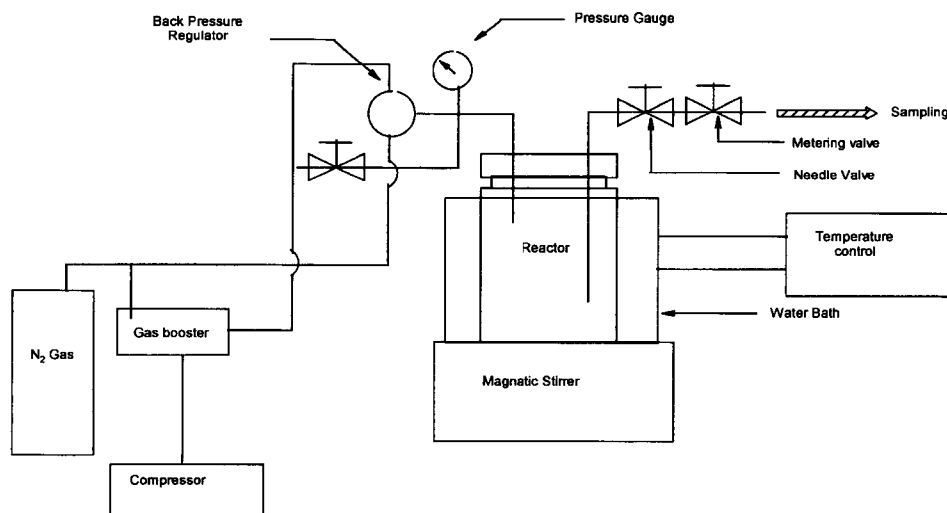 Back Pressure
Regulator
Pressure Gauge
Sampling
Metering valve
Needle Valve
Reactor
Temperature
control
Water Bath
N₂ Gas
Gas booster
Magnatic Stirrer
Compressor